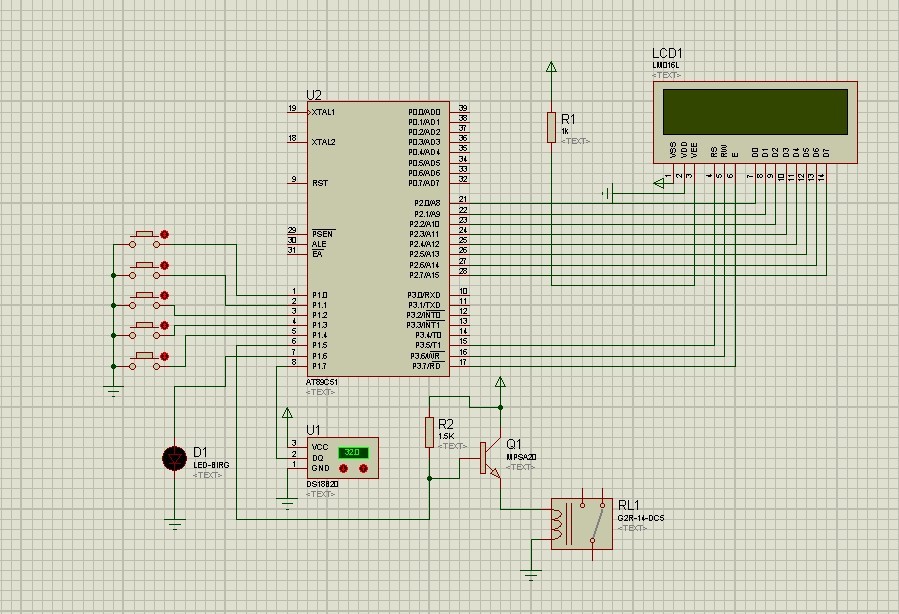 LCD1
LM016L
<TEXT>
VSS VDD VEE RS RW E D0 D1 D2 D3 D4 D5 D6 D7
1 2 3 4 5 6 7 8 9 10 11 12 13 14
R1
1k
<TEXT>
U2
19 XTAL1 P0.0/AD0 39
P0.1/AD1 38
P0.2/AD2 37
18 XTAL2 P0.3/AD3 36
P0.4/AD4 35
P0.5/AD5 34
P0.6/AD6 33
9 RST P0.7/AD7 32
P2.0/A8 21
P2.1/A9 22
P2.2/A10 23
29 PSEN P2.3/A11 24
30 ALE P2.4/A12 25
31 EA P2.5/A13 26
P2.6/A14 27
P2.7/A15 28
1 P1.0 P3.0/RXD 10
2 P1.1 P3.1/TXD 11
3 P1.2 P3.2/INT0 12
4 P1.3 P3.3/INT1 13
5 P1.4 P3.4/T0 14
6 P1.5 P3.5/T1 15
7 P1.6 P3.6/WR 16
8 P1.7 P3.7/RD 17
AT89C51
<TEXT>
U1
3 VCC
2 DQ 32.0
1 GND
DS18B20
<TEXT>
R2
1.5K
<TEXT>
Q1
MPSA20
<TEXT>
D1
LED-BIRG
<TEXT>
RL1
G2R-14-DC5
<TEXT>